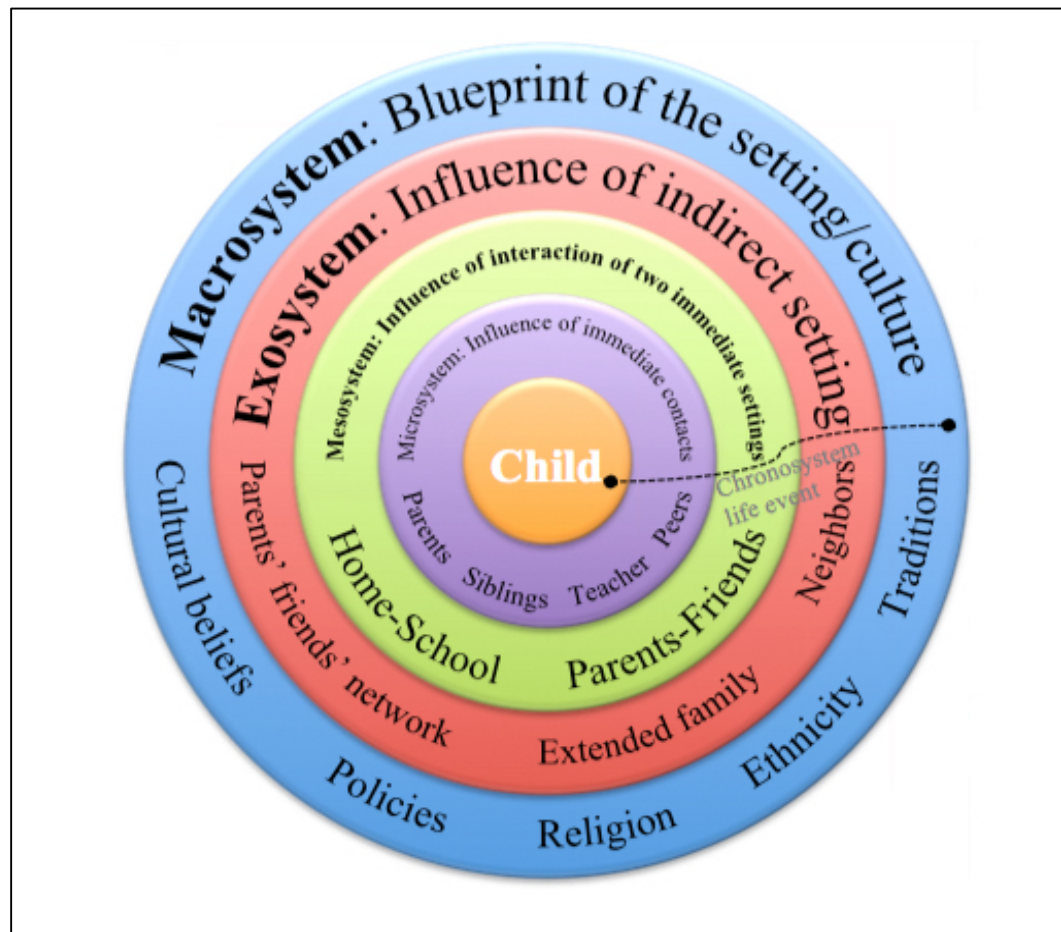 Macrosystem: Blueprint of the setting/culture
Exosystem: Influence of indirect setting
Mesosystem: Influence of interaction of two immediate settings
Microsystem: Influence of immediate contacts
Child
Chronosystem
life event
Parents
Siblings
Teacher
Peers
Home-School
Parents-Friends
Parents’ friends’ network
Extended family
Neighbors
Cultural beliefs
Policies
Religion
Ethnicity
Traditions